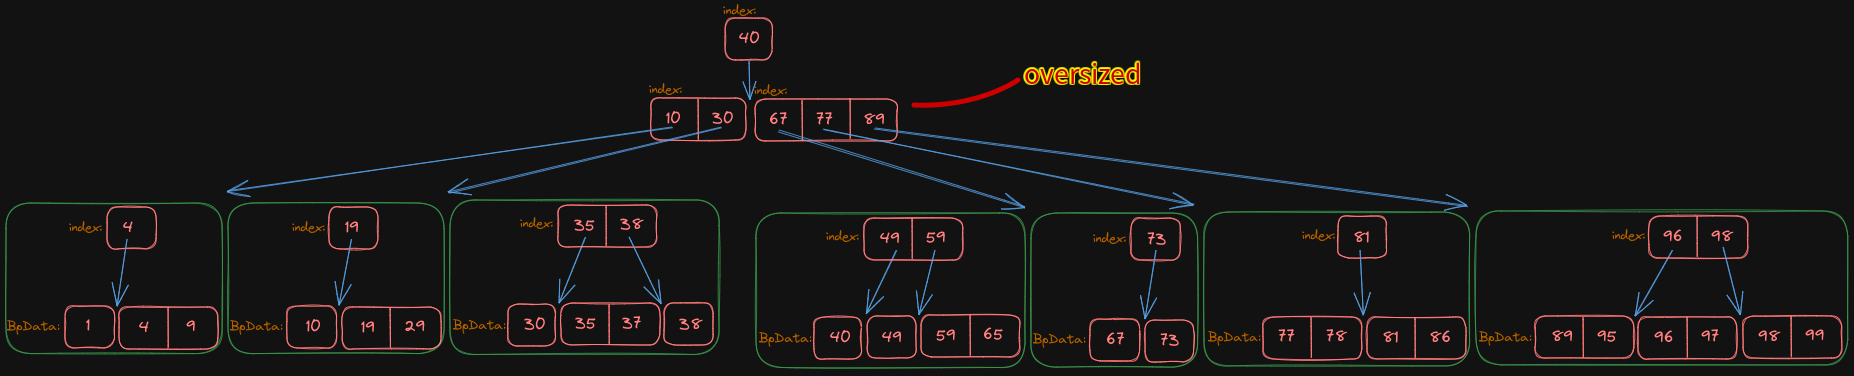 index:
40
oversized
index: index:
10 30 67 77 89
index: 4 index: 19 index: 35 38 index: 49 59 index: 73 index: 81 index: 96 98
BpData: 1 4 9 BpData: 10 19 29 BpData: 30 35 37 38 BpData: 40 49 59 65 BpData: 67 73 BpData: 77 78 81 86 BpData: 89 95 96 97 98 99